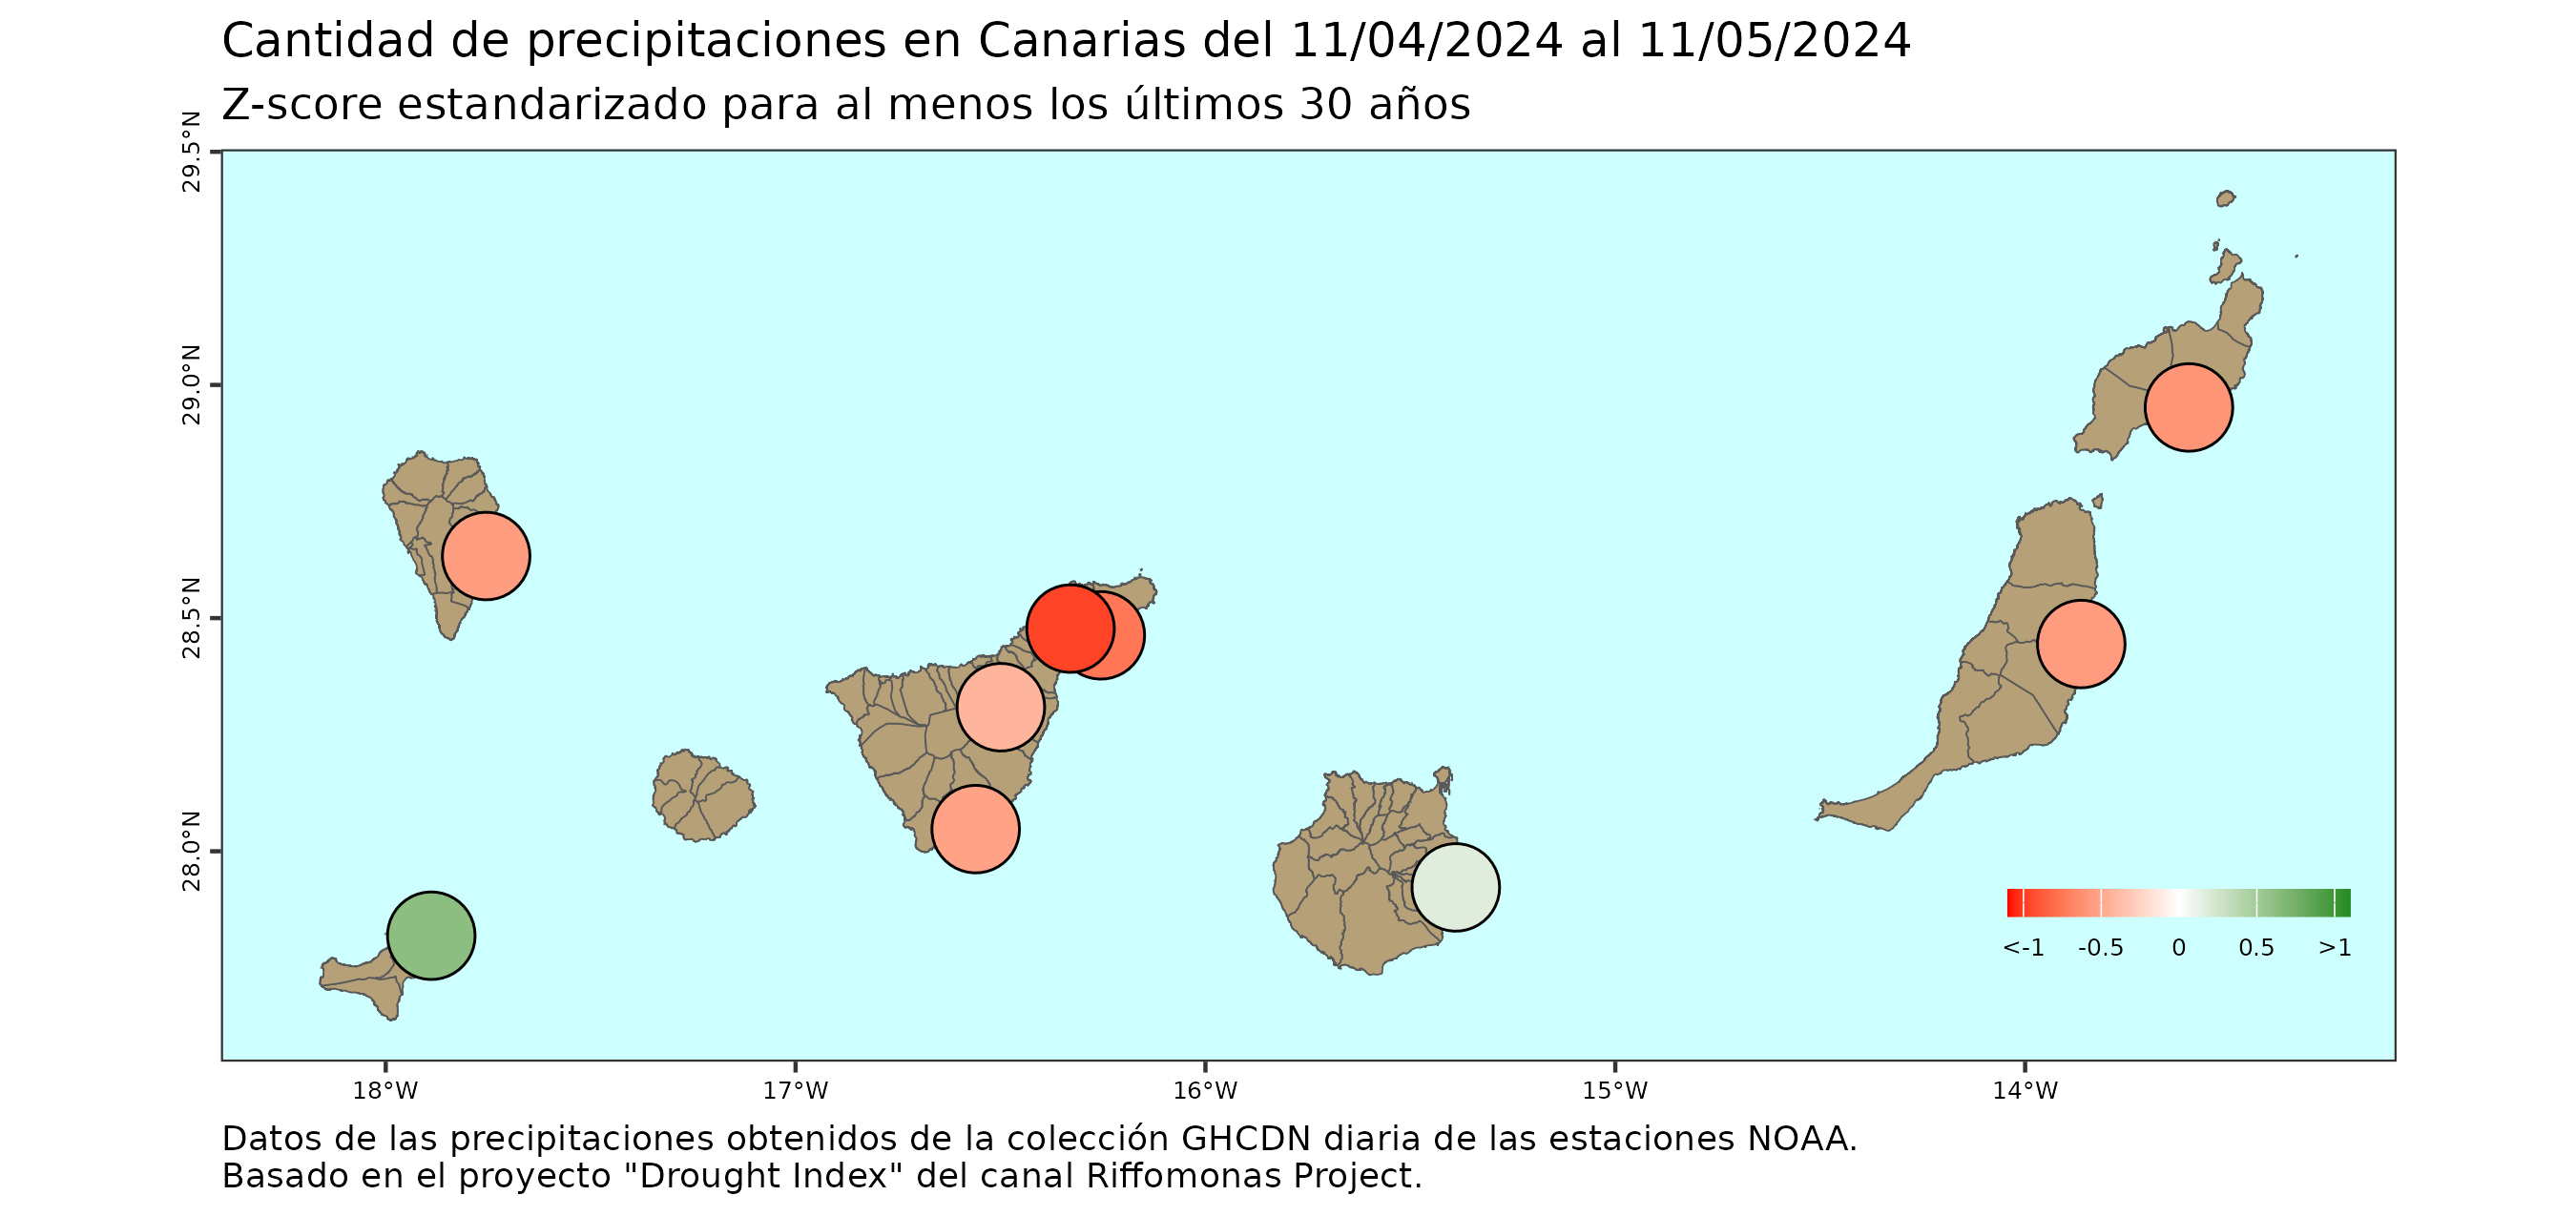 Cantidad de precipitaciones en Canarias del 11/04/2024 al 11/05/2024
Z-score estandarizado para al menos los últimos 30 años
29.5°N
29.0°N
28.5°N
28.0°N
<-1 -0.5 0 0.5 >1
18°W 17°W 16°W 15°W 14°W
Datos de las precipitaciones obtenidos de la colección GHCDN diaria de las estaciones NOAA.
Basado en el proyecto "Drought Index" del canal Riffomonas Project.